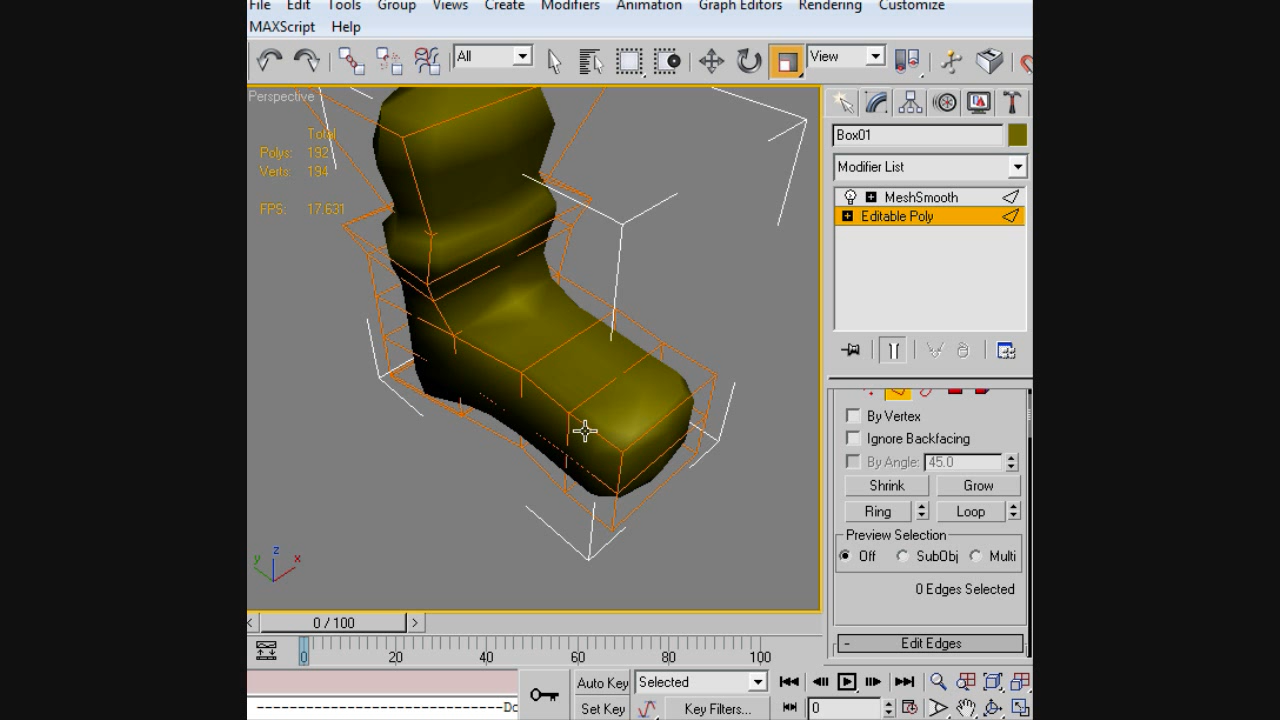 File Edit Tools Group Views Create Modifiers Animation Graph Editors Rendering Customize
MAXScript Help
All
View
Perspective
Total
Polys: 192
Verts: 194
FPS: 17.631
Box01
Modifier List
MeshSmooth
Editable Poly
By Vertex
Ignore Backfacing
By Angle: 45.0
Shrink Grow
Ring Loop
Preview Selection
Off SubObj Multi
0 Edges Selected
- Edit Edges
y z x
< 0 / 100 >
0 20 40 60 80 100
Auto Key Selected
Set Key Key Filters... 0